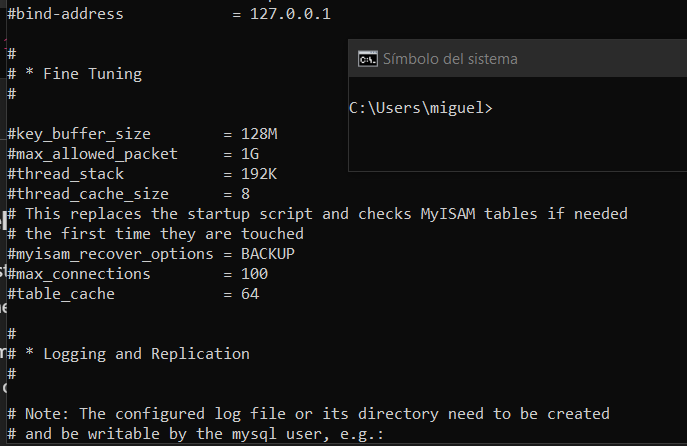 #bind-address            = 127.0.0.1
#
# * Fine Tuning
#
#key_buffer_size        = 128M
#max_allowed_packet     = 1G
#thread_stack           = 192K
#thread_cache_size      = 8
# This replaces the startup script and checks MyISAM tables if needed
# the first time they are touched
#myisam_recover_options = BACKUP
#max_connections        = 100
#table_cache            = 64
#
# * Logging and Replication
#
# Note: The configured log file or its directory need to be created
# and be writable by the mysql user, e.g.:
Símbolo del sistema
C:\Users\miguel>